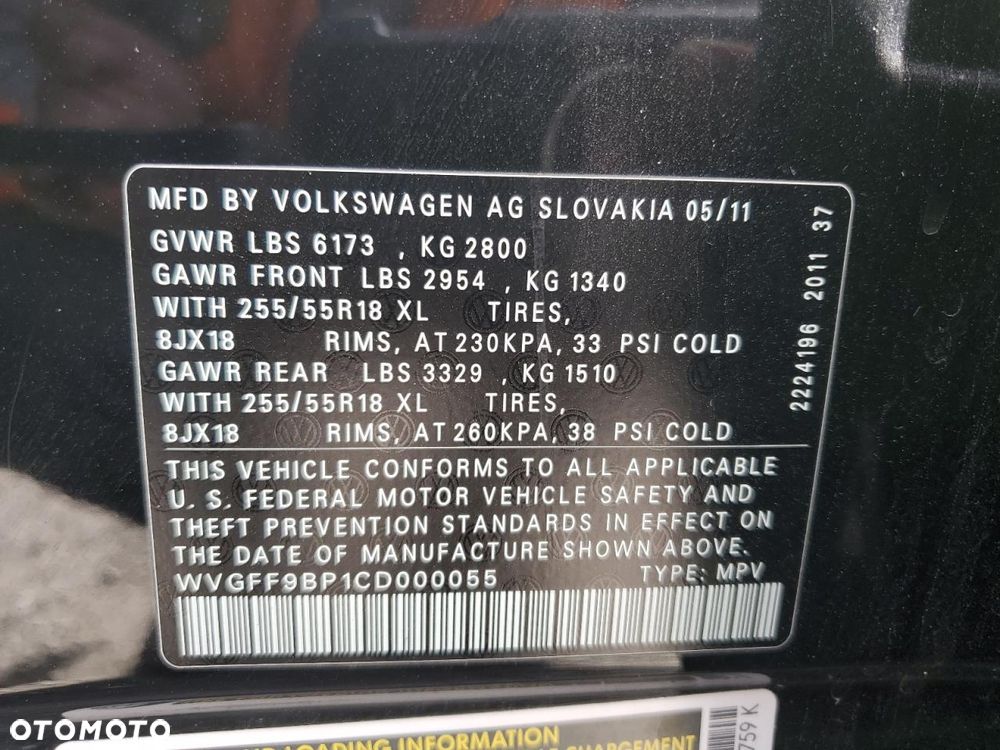 MFD BY VOLKSWAGEN AG SLOVAKIA 05/11
GVWR LBS 6173 , KG 2800
GAWR FRONT LBS 2954 , KG 1340
WITH 255/55R18 XL TIRES,
8JX18 RIMS, AT 230KPA, 33 PSI COLD
GAWR REAR LBS 3329 , KG 1510
WITH 255/55R18 XL TIRES,
8JX18 RIMS, AT 260KPA, 38 PSI COLD
THIS VEHICLE CONFORMS TO ALL APPLICABLE
U. S. FEDERAL MOTOR VEHICLE SAFETY AND
THEFT PREVENTION STANDARDS IN EFFECT ON
THE DATE OF MANUFACTURE SHOWN ABOVE.
WVGFF9BP1CD000055 TYPE: MPV
2224196 2011 37
LOADING INFORMATION
CHARGEMENT
759 K
OTOMOTO